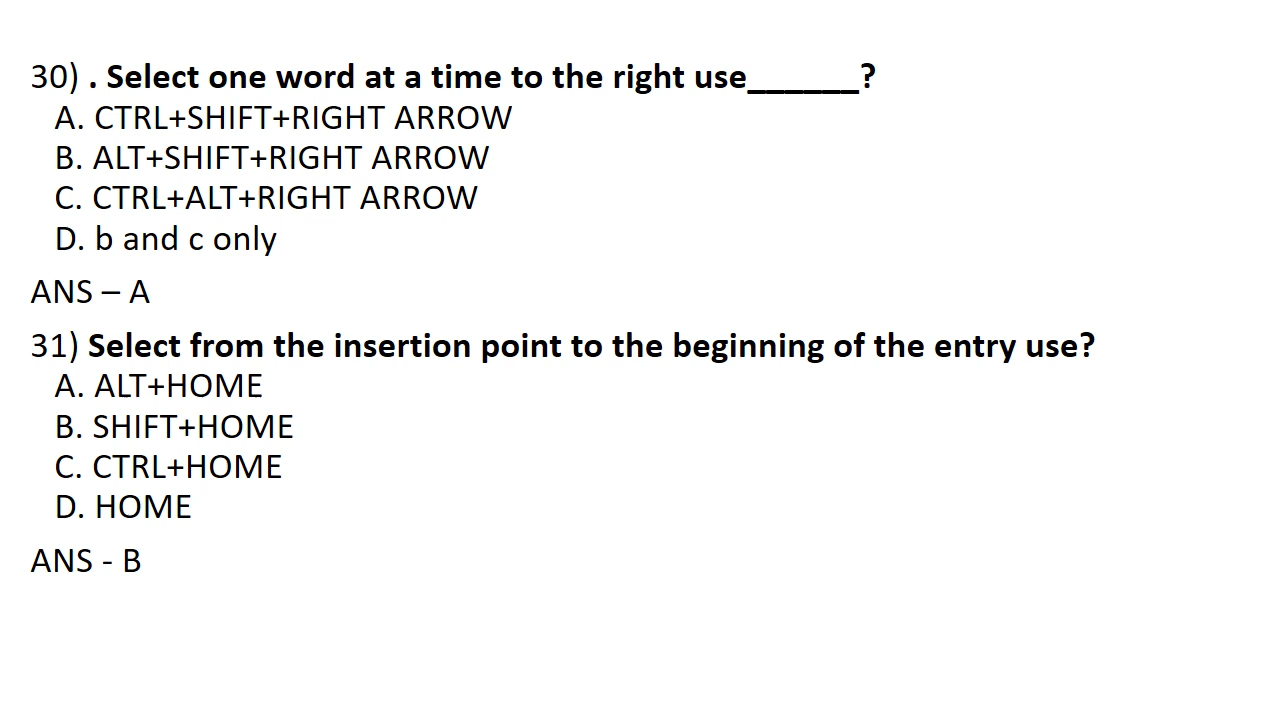 30) . Select one word at a time to the right use______?
A. CTRL+SHIFT+RIGHT ARROW
B. ALT+SHIFT+RIGHT ARROW
C. CTRL+ALT+RIGHT ARROW
D. b and c only
ANS – A
31) Select from the insertion point to the beginning of the entry use?
A. ALT+HOME
B. SHIFT+HOME
C. CTRL+HOME
D. HOME
ANS - B